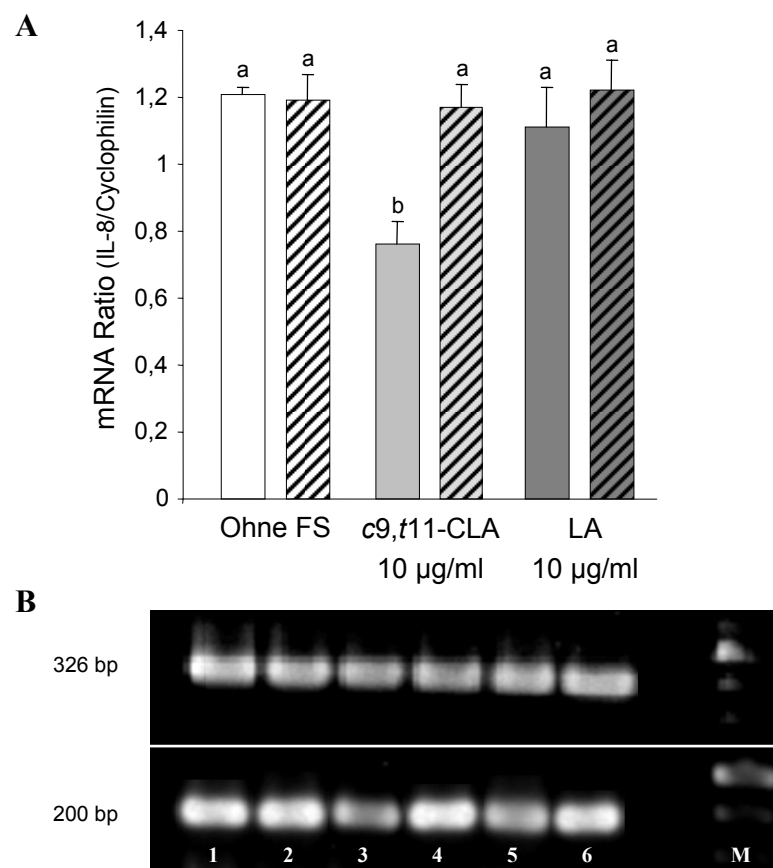 A
mRNA Ratio (IL-8/Cyclophilin)
1,4
1,2
1
0,8
0,6
0,4
0,2
0
a
a
b
a
a
a
Ohne FS
c9,t11-CLA
10 µg/ml
LA
10 µg/ml
B
326 bp
200 bp
1 2 3 4 5 6 M